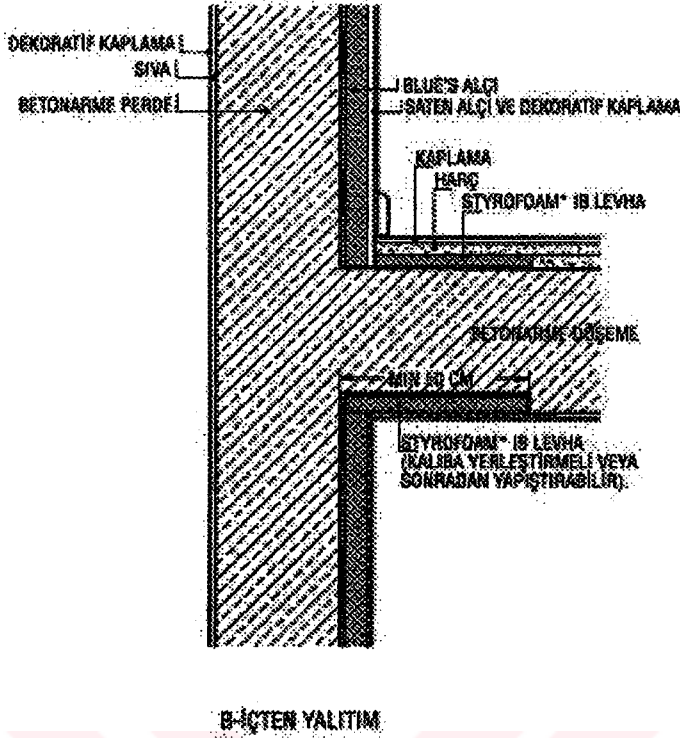 DEKORATİF KAPLAMA
SIVA
BETONARME PERDE
BLUE'S ALÇI
SATEN ALÇI VE DEKORATİF KAPLAMA
KAPLAMA
HARÇ
STYROFOAM* IB LEVHA
BETONARME DÖŞEME
MIN 50 CM
STYROFOAM* IB LEVHA
(KALIBA YERLEŞTİRMELİ VEYA
SONRADAN YAPIŞTIRABİLİR).
B-İÇTEN YALITIM